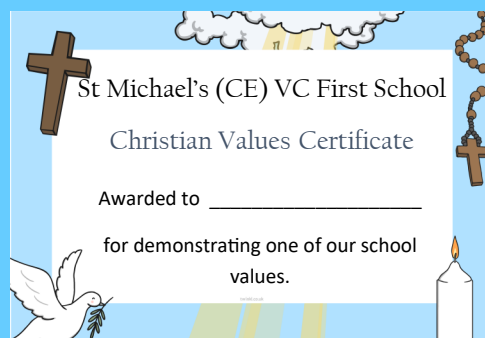 St Michael's (CE) VC First School
Christian Values Certificate
Awarded to ____________________
for demonstrating one of our school
values.